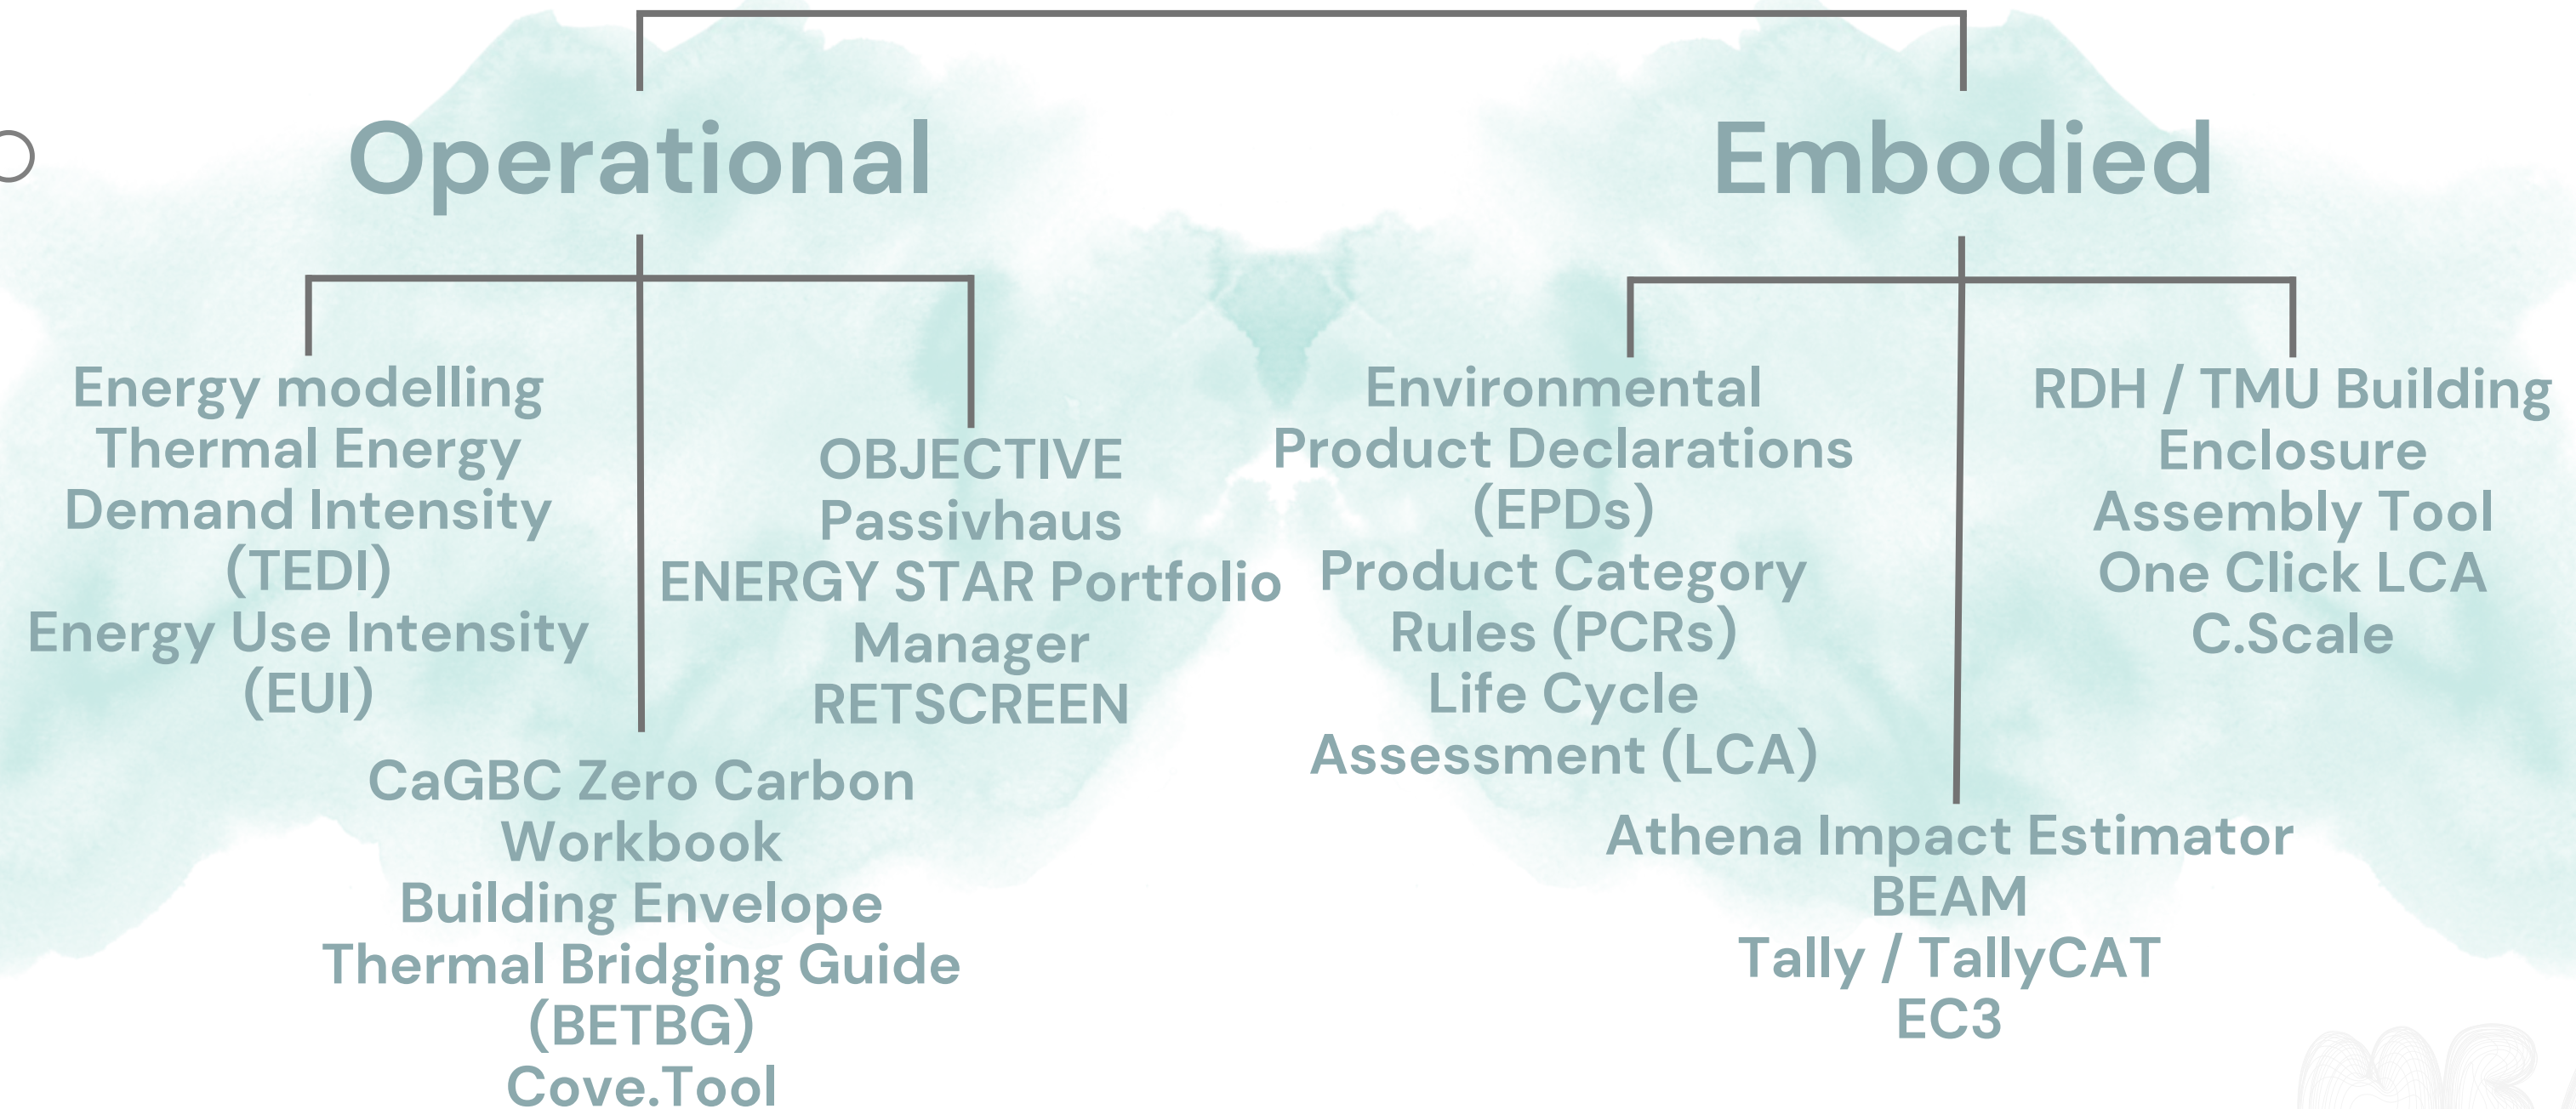 Operational
Energy modelling
Thermal Energy
Demand Intensity
(TEDI)
Energy Use Intensity
(EUI)
CaGBC Zero Carbon
Workbook
Building Envelope
Thermal Bridging Guide
(BETBG)
Cove.Tool
OBJECTIVE
Passivhaus
ENERGY STAR Portfolio
Manager
RETSCREEN
Embodied
Environmental
Product Declarations
(EPDs)
Product Category
Rules (PCRs)
Life Cycle
Assessment (LCA)
Athena Impact Estimator
BEAM
Tally / TallyCAT
EC3
RDH / TMU Building
Enclosure
Assembly Tool
One Click LCA
C.Scale